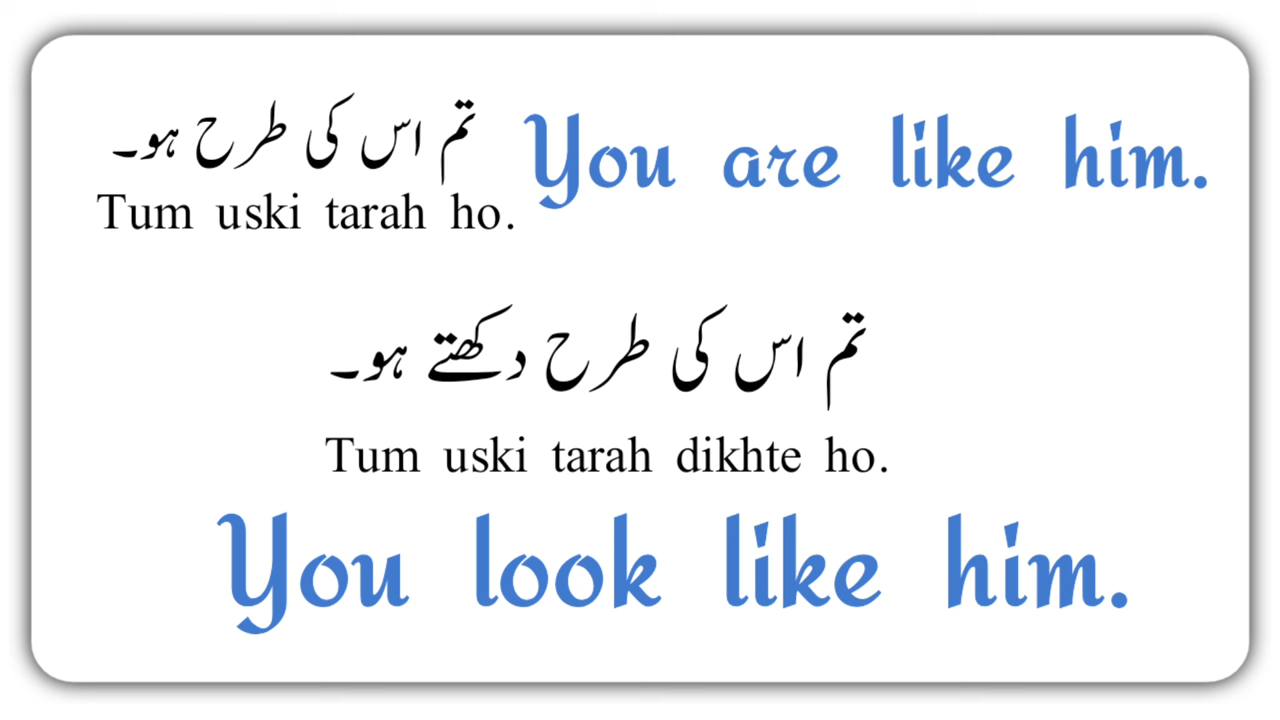 تم اس کی طرح ہو۔
You are like him.
Tum uski tarah ho.
تم اس کی طرح دکھتے ہو۔
Tum uski tarah dikhte ho.
You look like him.